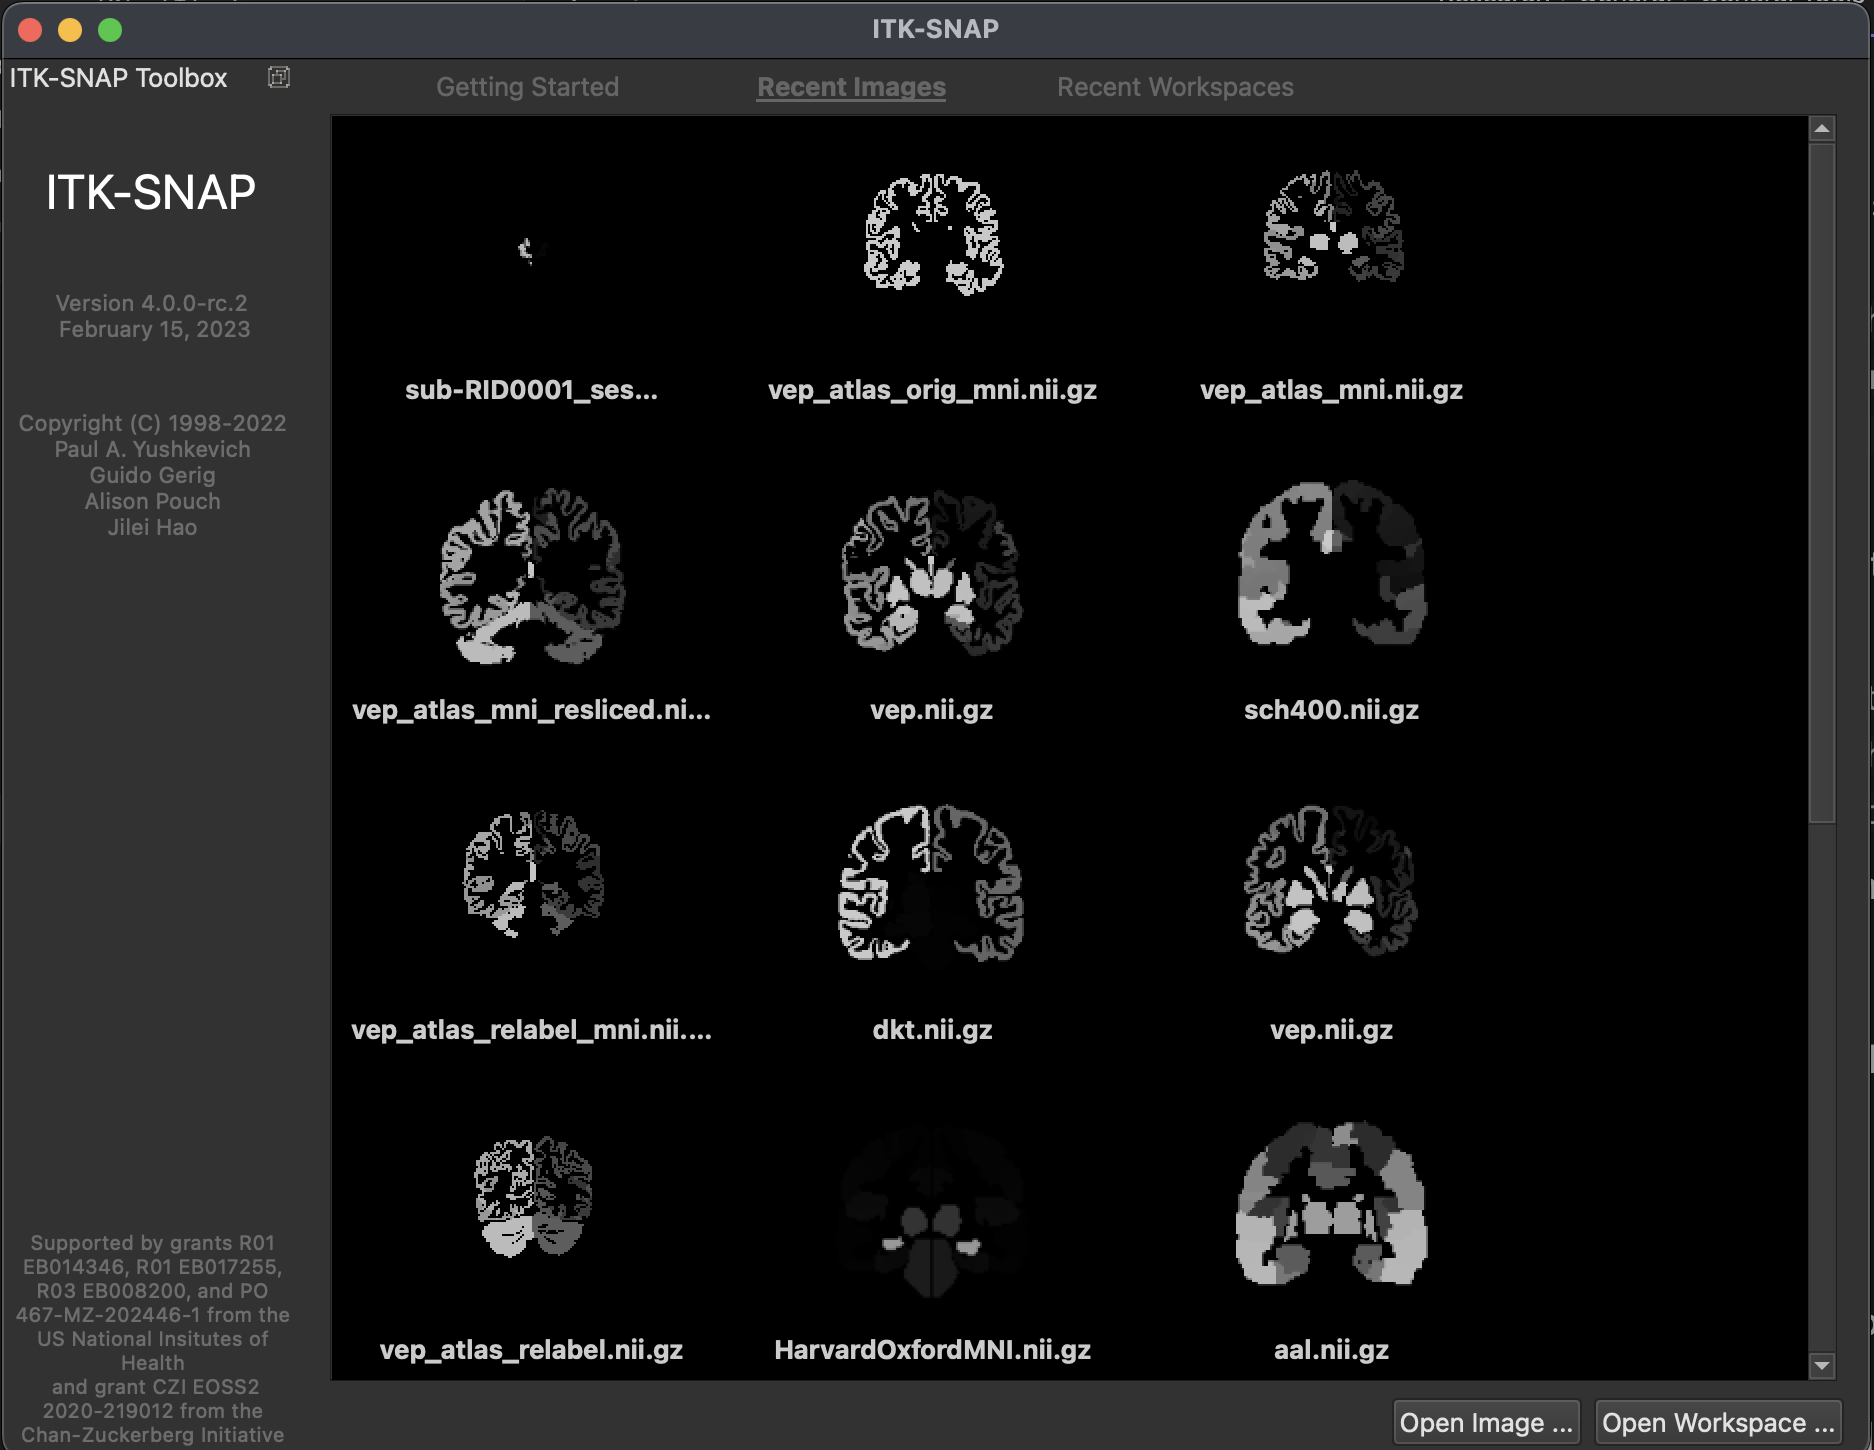 ITK-SNAP
ITK-SNAP Toolbox
Getting Started
Recent Images
Recent Workspaces
ITK-SNAP
Version 4.0.0-rc.2
February 15, 2023
Copyright (C) 1998-2022
Paul A. Yushkevich
Guido Gerig
Alison Pouch
Jilei Hao
Supported by grants R01
EB014346, R01 EB017255,
R03 EB008200, and PO
467-MZ-202446-1 from the
US National Insitutes of
Health
and grant CZI EOSS2
2020-219012 from the
Chan-Zuckerberg Initiative
sub-RID0001_ses...
vep_atlas_orig_mni.nii.gz
vep_atlas_mni.nii.gz
vep_atlas_mni_resliced.ni...
vep.nii.gz
sch400.nii.gz
vep_atlas_relabel_mni.nii....
dkt.nii.gz
vep.nii.gz
vep_atlas_relabel.nii.gz
HarvardOxfordMNI.nii.gz
aal.nii.gz
Open Image ...
Open Workspace ...